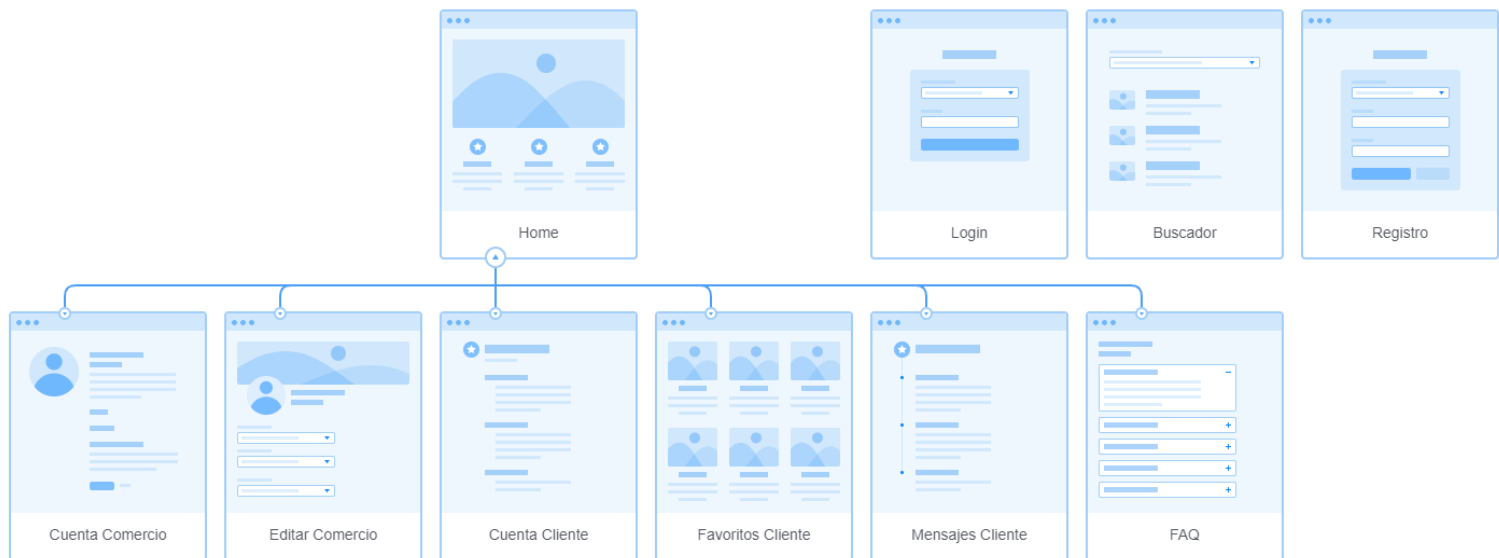 Home
Login
Buscador
Registro
Cuenta Comercio
Editar Comercio
Cuenta Cliente
Favoritos Cliente
Mensajes Cliente
FAQ